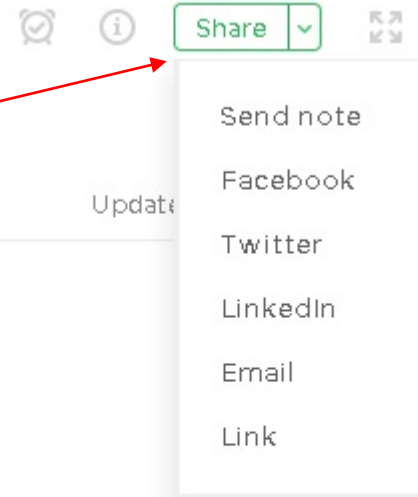 Share
Send note
Facebook
Update
Twitter
LinkedIn
Email
Link